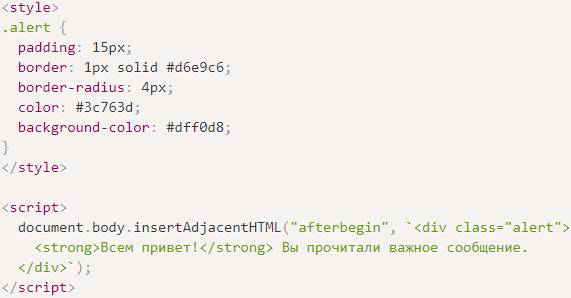 <style>
.alert {
  padding: 15px;
  border: 1px solid #d6e9c6;
  border-radius: 4px;
  color: #3c763d;
  background-color: #dff0d8;
}
</style>

<script>
  document.body.insertAdjacentHTML("afterbegin", `<div class="alert">
    <strong>Всем привет!</strong> Вы прочитали важное сообщение.
  </div>`);
</script>